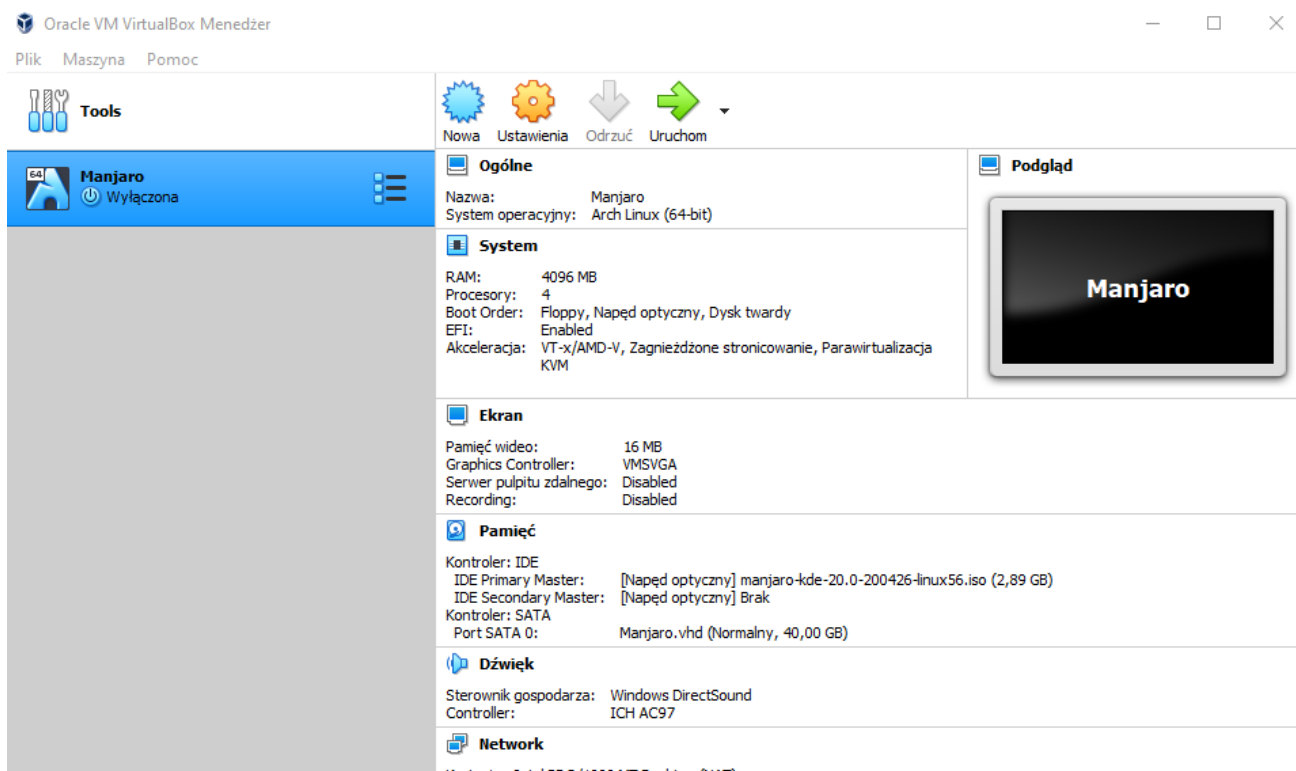 Oracle VM VirtualBox Menedżer
Plik Maszyna Pomoc
Tools
64
Manjaro
Wyłączona
Nowa Ustawienia Odrzuć Uruchom
Ogólne
Nazwa: Manjaro
System operacyjny: Arch Linux (64-bit)
System
RAM: 4096 MB
Procesory: 4
Boot Order: Floppy, Napęd optyczny, Dysk twardy
EFI: Enabled
Akceleracja: VT-x/AMD-V, Zagnieżdżone stronicowanie, Parawirtualizacja
KVM
Podgląd
Manjaro
Ekran
Pamięć wideo: 16 MB
Graphics Controller: VMSVGA
Serwer pulpitu zdalnego: Disabled
Recording: Disabled
Pamięć
Kontroler: IDE
IDE Primary Master: [Napęd optyczny] manjaro-kde-20.0-200426-linux56.iso (2,89 GB)
IDE Secondary Master: [Napęd optyczny] Brak
Kontroler: SATA
Port SATA 0: Manjaro.vhd (Normalny, 40,00 GB)
Dźwięk
Sterownik gospodarza: Windows DirectSound
Controller: ICH AC97
Network